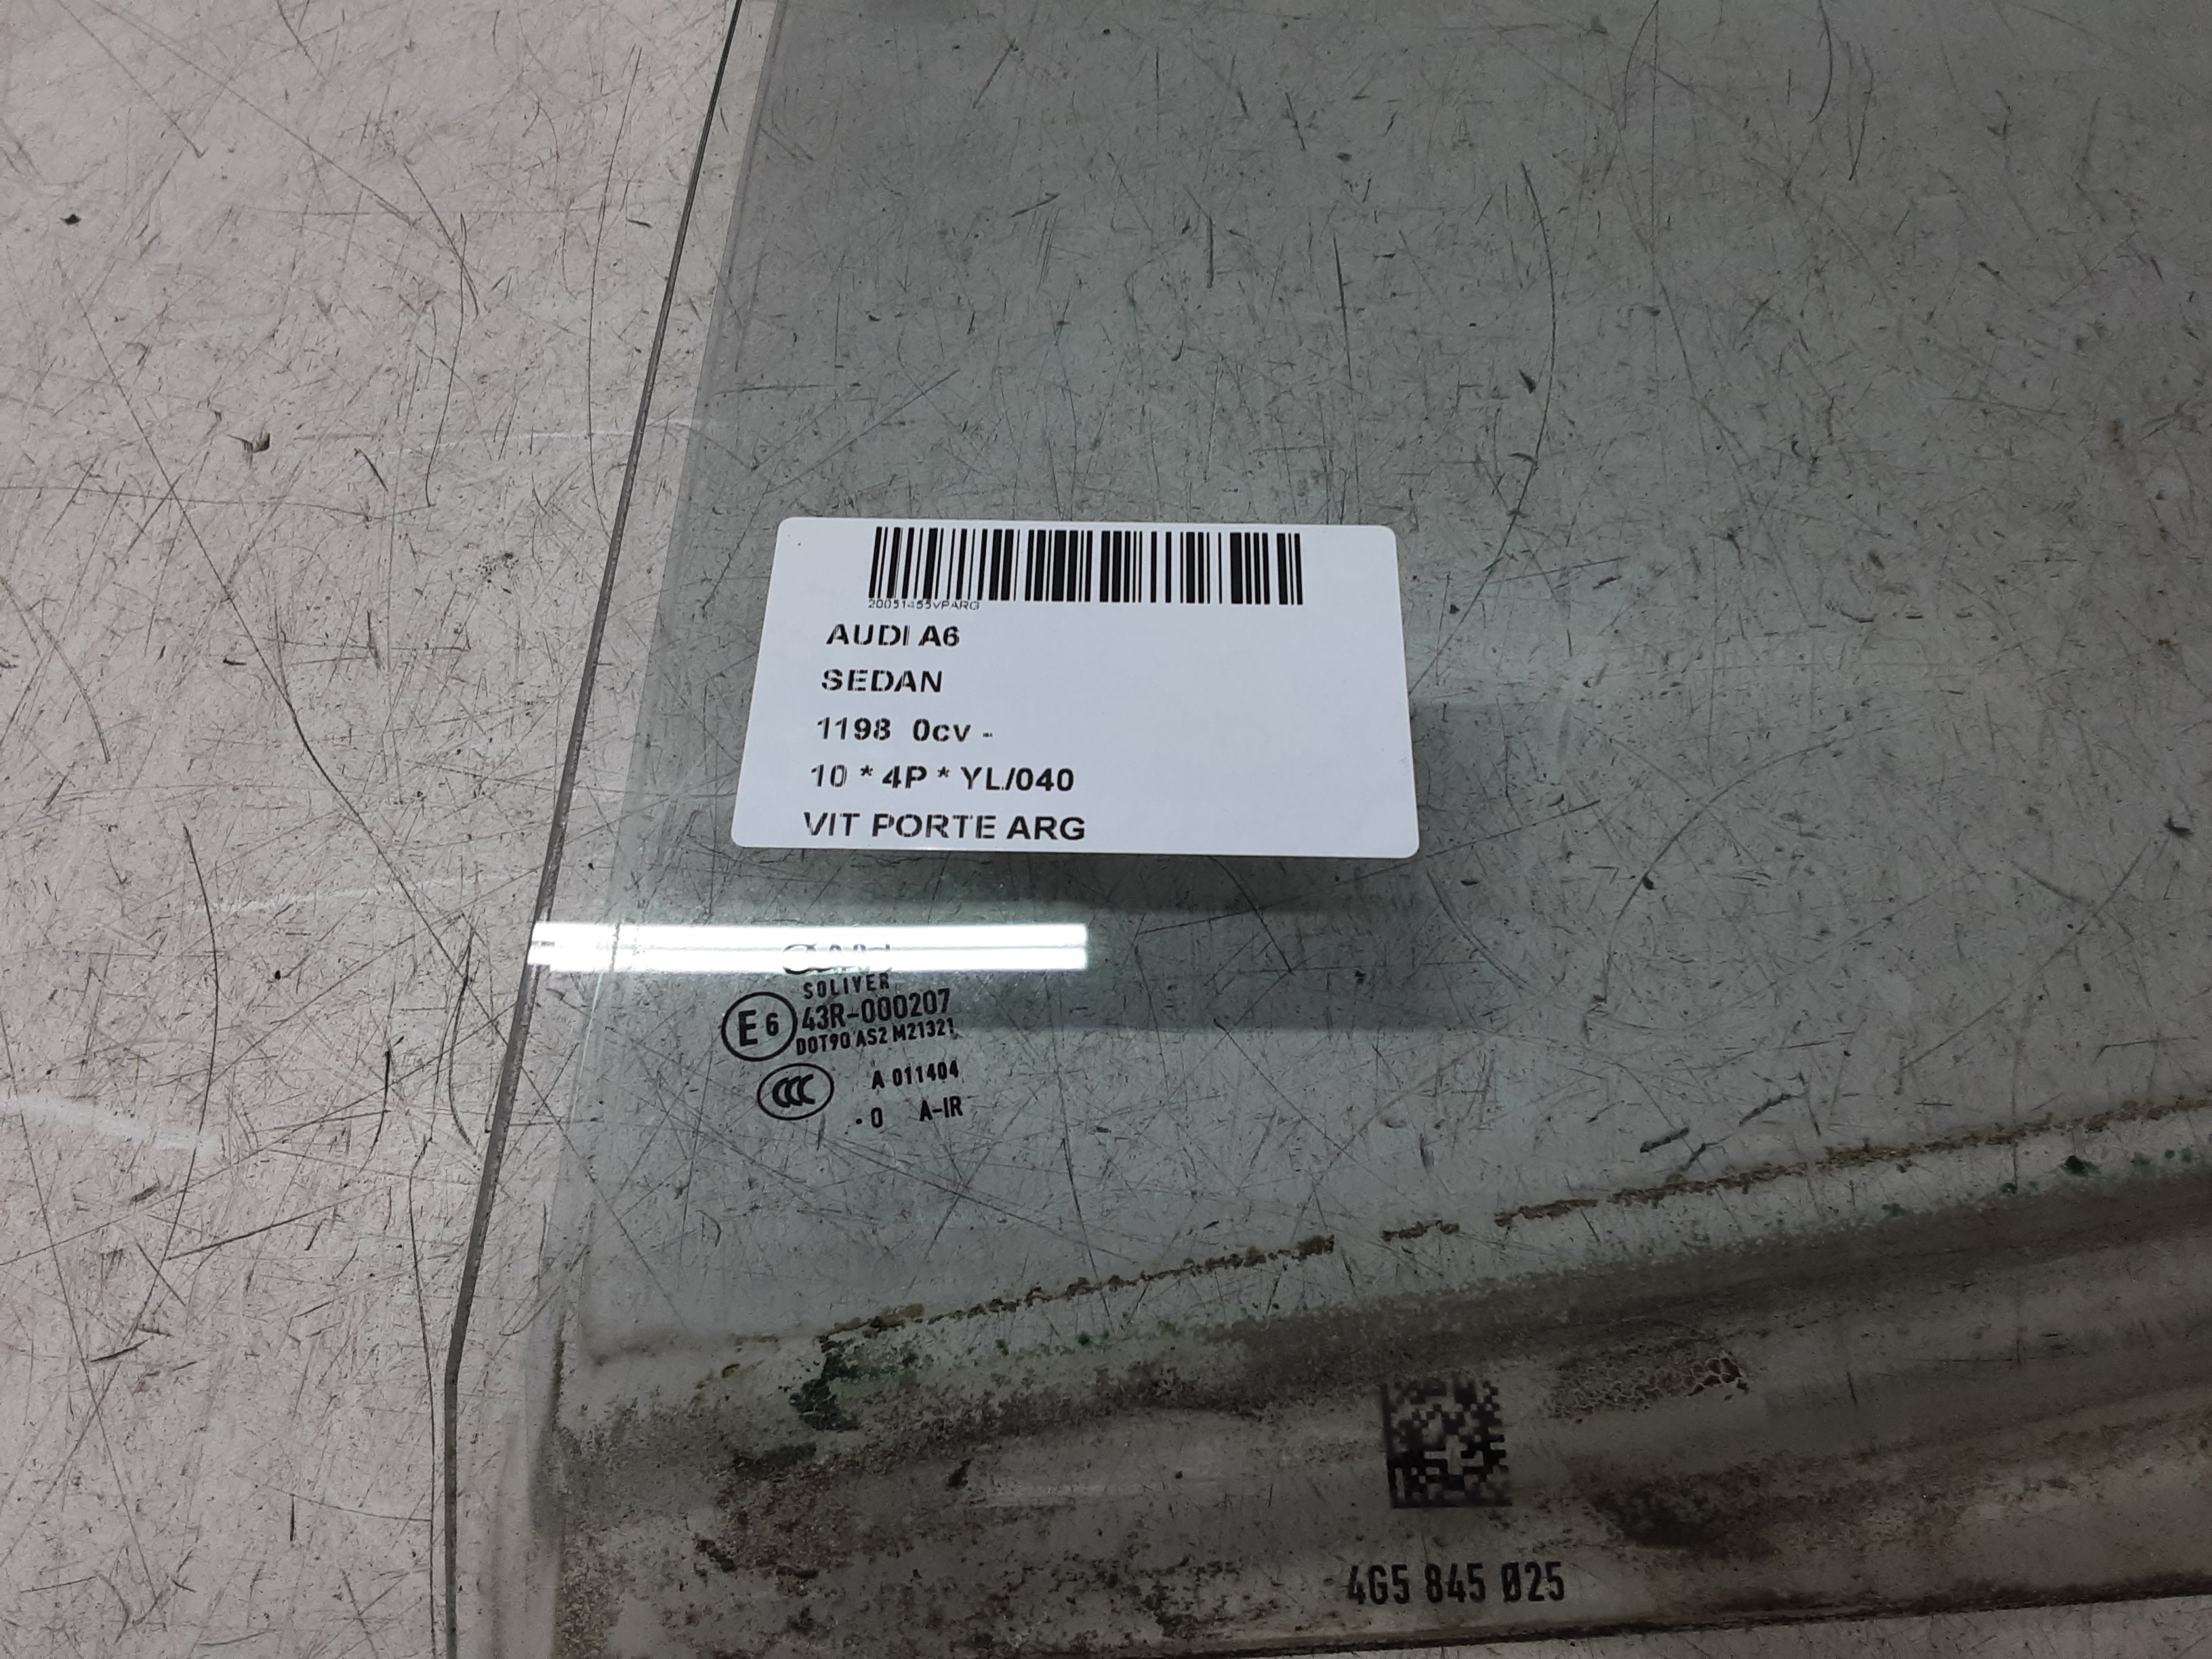 20051455VPARG
AUDI A6
SEDAN
1198 0cv -
10 * 4P * YL/040
VIT PORTE ARG
SOLIVER
E6 43R-000207
DOT90 AS2 M21321
CCC A 011404
·0 A-IR
4G5 845 025